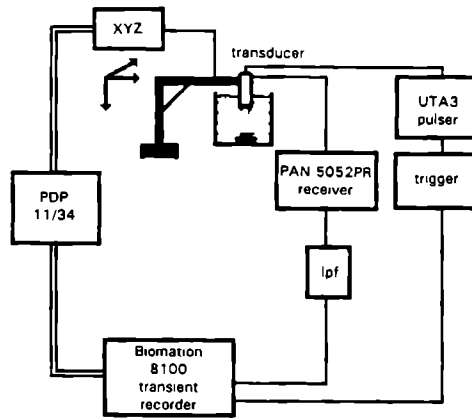 XYZ
transducer
UTA3
pulser
PAN 5052PR
receiver
trigger
PDP
11/34
lpf
Biomation
8100
transient
recorder